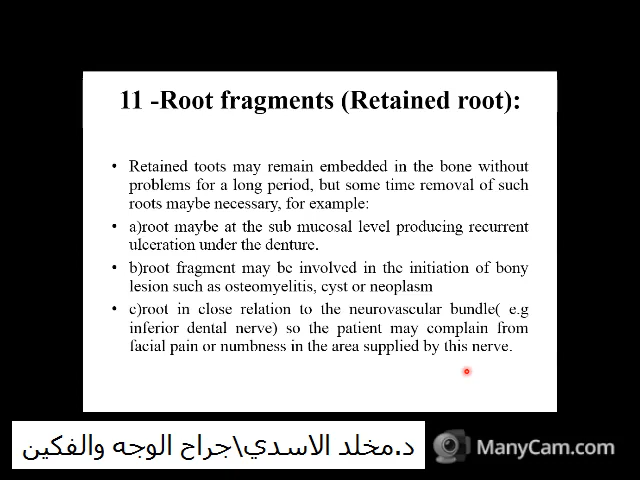 11 -Root fragments (Retained root):
• Retained toots may remain embedded in the bone without
problems for a long period, but some time removal of such
roots maybe necessary, for example:
• a)root maybe at the sub mucosal level producing recurrent
ulceration under the denture.
• b)root fragment may be involved in the initiation of bony
lesion such as osteomyelitis, cyst or neoplasm
• c)root in close relation to the neurovascular bundle( e.g
inferior dental nerve) so the patient may complain from
facial pain or numbness in the area supplied by this nerve.
د.مخلد الاسدي\جراح الوجه والفكين
ManyCam.com